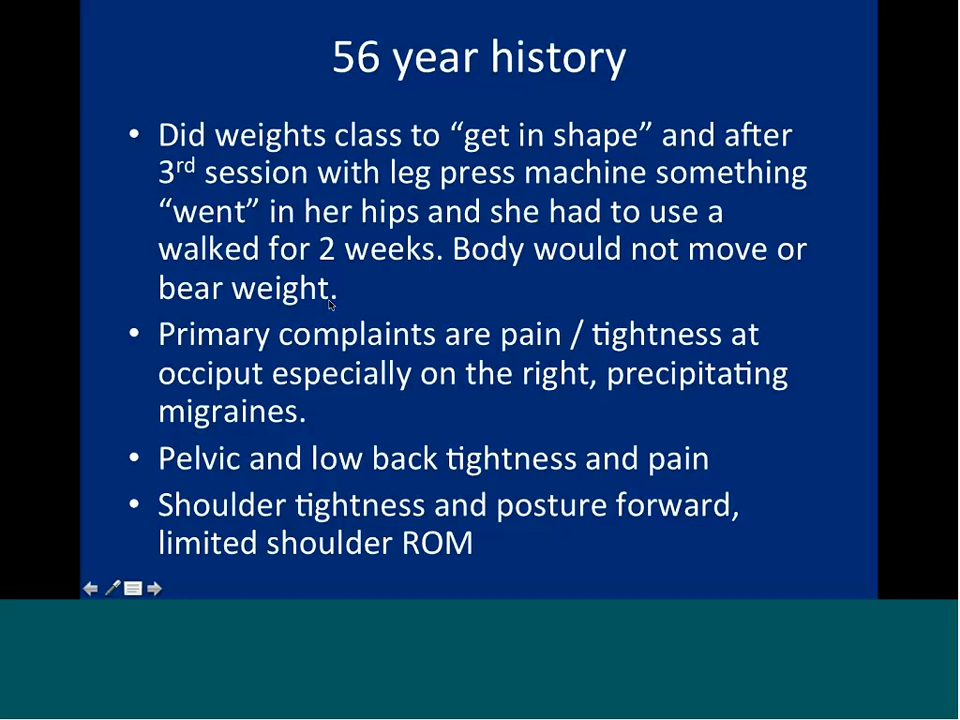 56 year history
• Did weights class to “get in shape” and after
3rd session with leg press machine something
“went” in her hips and she had to use a
walked for 2 weeks. Body would not move or
bear weight.
• Primary complaints are pain / tightness at
occiput especially on the right, precipitating
migraines.
• Pelvic and low back tightness and pain
• Shoulder tightness and posture forward,
limited shoulder ROM